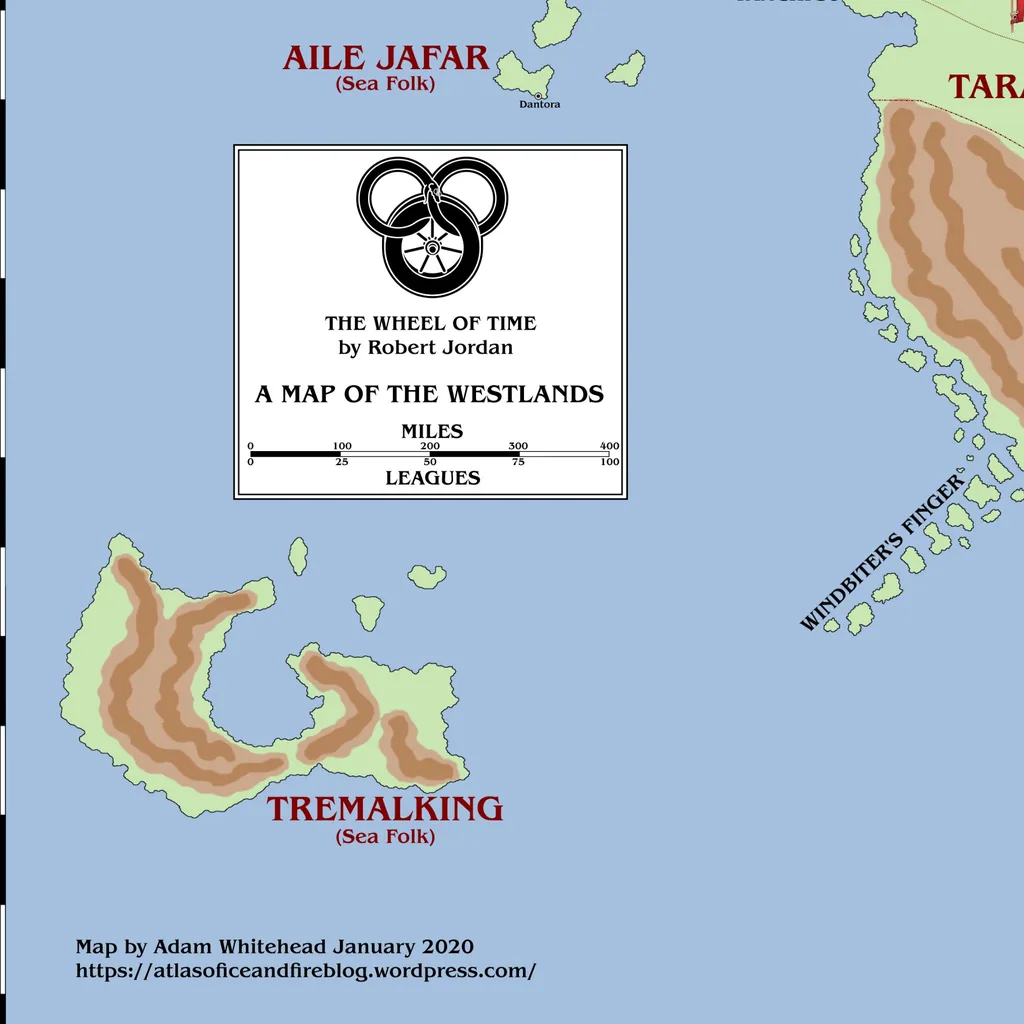 AILE JAFAR
(Sea Folk)
Dantora
THE WHEEL OF TIME
by Robert Jordan
A MAP OF THE WESTLANDS
MILES
0 100 200 300 400
0 25 50 75 100
LEAGUES
WINDBITER'S FINGER
TREMALKING
(Sea Folk)
Map by Adam Whitehead January 2020
https://atlasoficeandfireblog.wordpress.com/